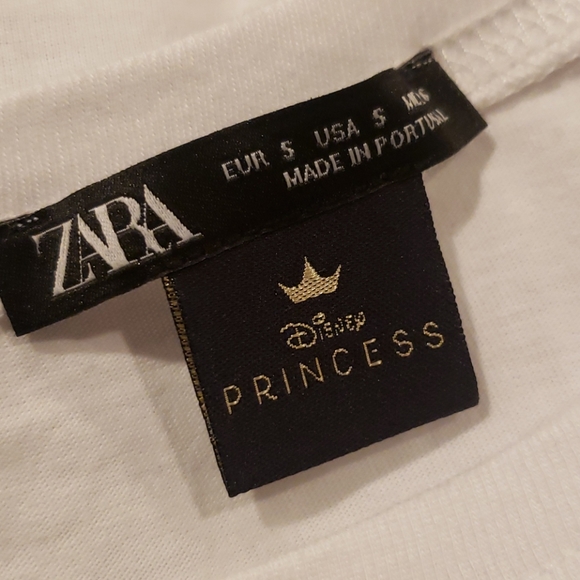 ZARA
EUR S USA S
MADE IN PORTUGAL
Disney
PRINCESS